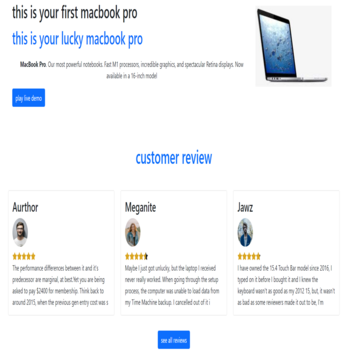 this is your first macbook pro
this is your lucky macbook pro
MacBook Pro. Our most powerful notebooks. Fast M1 processors, incredible graphics, and spectacular Retina displays. Now
available in a 16-inch model
play live demo
customer review
Aurthor
The performance differences between it and it's
predecesor are marginal, at best.Yet you are being
asked to pay $2400 for membership. Think back to
around 2015, when the previous gen entry cost was s
Meganite
Maybe I just got unlucky, but the laptop I received
never really worked. When going through the setup
process, the computer was unable to load data from
my Time Machine backup. I cancelled out of it i
Jawz
I have owned the 15.4 Touch Bar model since 2016, I
typed on it before I bought it and I knew the
keyboard wasn't as good as my 2012 15, but, it wasn't
as bad as some reviewers made it out to be, I'm
see all reviews